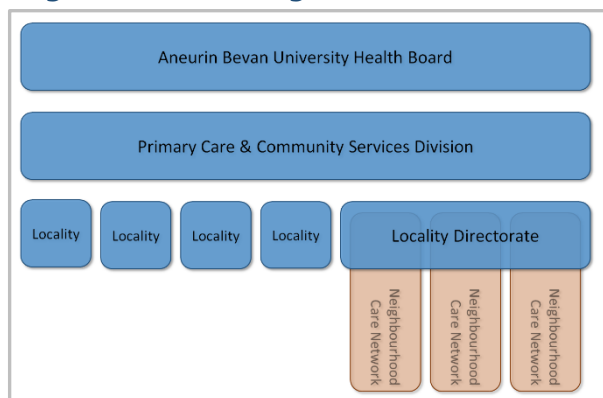 Aneurin Bevan University Health Board
Primary Care & Community Services Division
Locality
Locality
Locality
Locality
Locality Directorate
Neighbourhood
Care Network
Neighbourhood
Care Network
Neighbourhood
Care Network